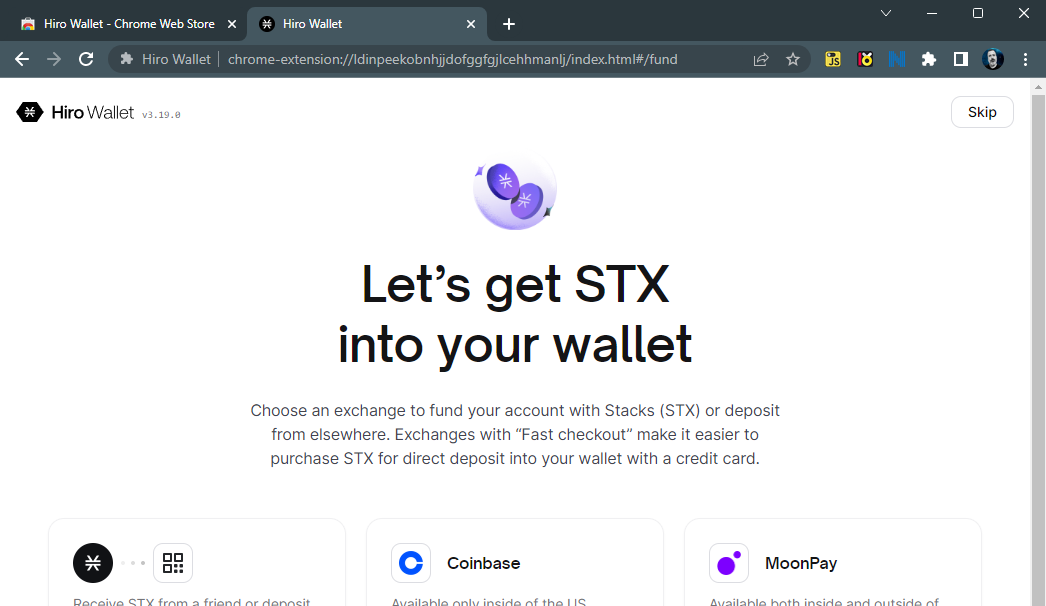 Hiro Wallet - Chrome Web Store
Hiro Wallet
Hiro Wallet | chrome-extension://ldinpeekobnhjjdofggfgjlcehhmanlj/index.html#/fund
JS
N
Hiro Wallet v3.19.0
Skip
Let's get STX
into your wallet
Choose an exchange to fund your account with Stacks (STX) or deposit
from elsewhere. Exchanges with “Fast checkout” make it easier to
purchase STX for direct deposit into your wallet with a credit card.
Coinbase
MoonPay
Receive STX from a friend or deposit
Available only inside of the US
Available both inside and outside of